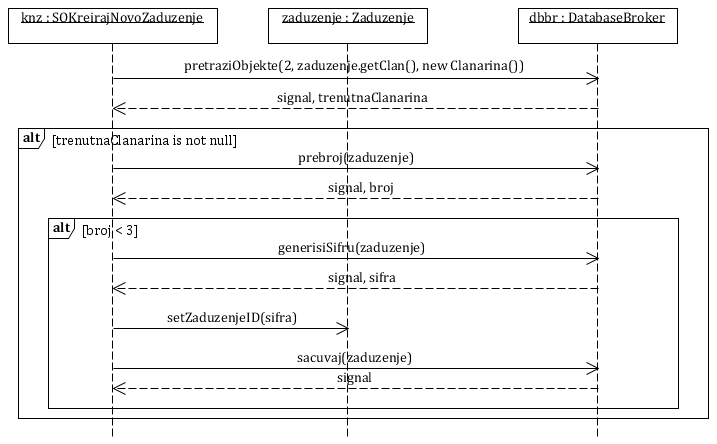 knz : SOKreirajNovoZaduzenje
zaduzenje : Zaduzenje
dbbr : DatabaseBroker
pretraziObjekte(2, zaduzenje.getClan(), new Clanarina())
signal, trenutnaClanarina
alt
[trenutnaClanarina is not null]
prebroj(zaduzenje)
signal, broj
alt
[broj < 3]
generisiSifru(zaduzenje)
signal, sifra
setZaduzenjeID(sifra)
sacuvaj(zaduzenje)
signal